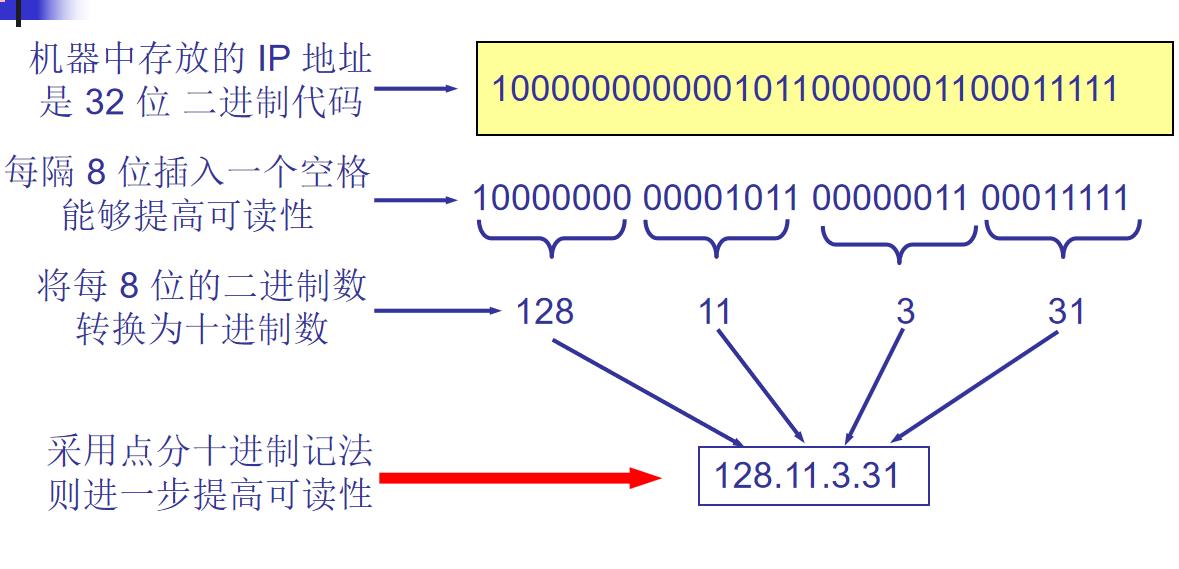 机器中存放的 IP 地址
是 32 位 二进制代码
10000000000010110000001100011111
每隔 8 位插入一个空格
能够提高可读性
10000000 00001011 00000011 00011111
将每 8 位的二进制数
转换为十进制数
128 11 3 31
采用点分十进制记法
则进一步提高可读性
128.11.3.31